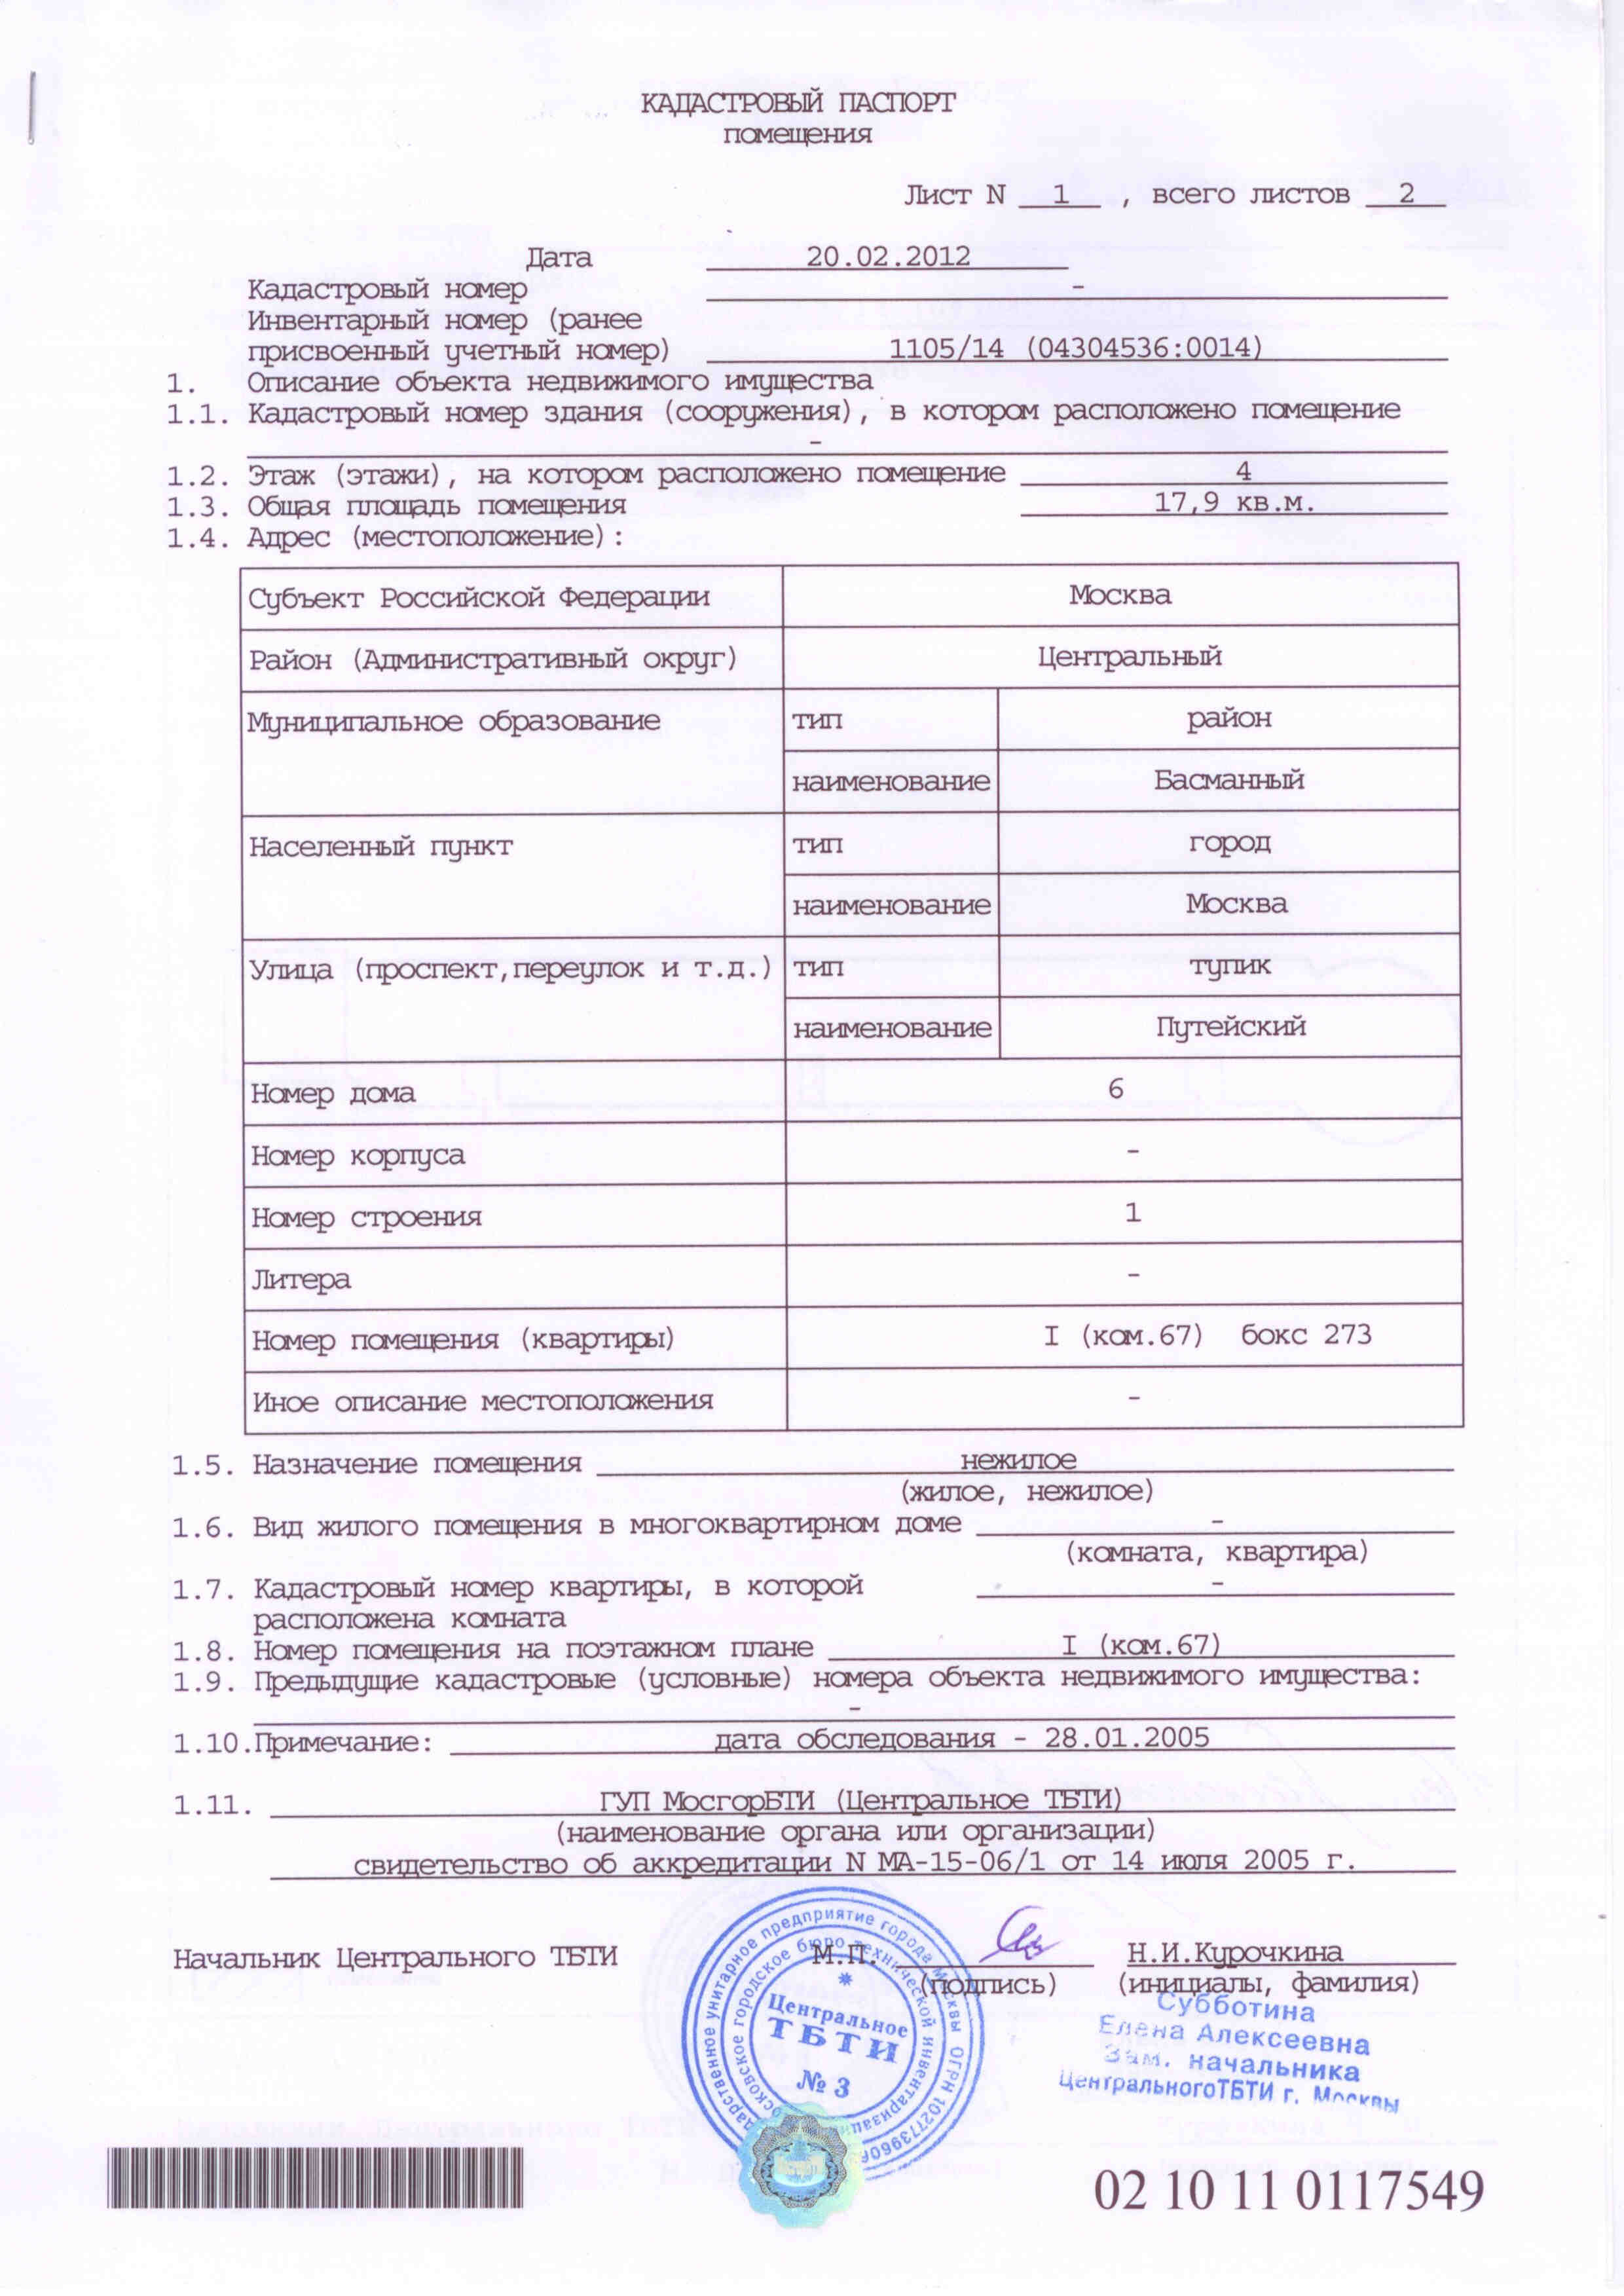 КАДАСТРОВЫЙ ПАСПОРТ
помещения
Лист N 1 , всего листов 2
Дата 20.02.2012
Кадастровый номер -
Инвентарный номер (ранее
присвоенный учетный номер) 1105/14 (04304536:0014)
1. Описание объекта недвижимого имущества
1.1. Кадастровый номер здания (сооружения), в котором расположено помещение
-
1.2. Этаж (этажи), на котором расположено помещение 4
1.3. Общая площадь помещения 17,9 кв.м.
1.4. Адрес (местоположение):
Субъект Российской Федерации Москва
Район (Административный округ) Центральный
Муниципальное образование тип район
наименование Басманный
Населенный пункт тип город
наименование Москва
Улица (проспект,переулок и т.д.) тип тупик
наименование Путейский
Номер дома 6
Номер корпуса -
Номер строения 1
Литера -
Номер помещения (квартиры) I (ком.67) бокс 273
Иное описание местоположения -
1.5. Назначение помещения нежилое
(жилое, нежилое)
1.6. Вид жилого помещения в многоквартирном доме -
(комната, квартира)
1.7. Кадастровый номер квартиры, в которой -
расположена комната
1.8. Номер помещения на поэтажном плане I (ком.67)
1.9. Предыдущие кадастровые (условные) номера объекта недвижимого имущества:
-
1.10.Примечание: дата обследования - 28.01.2005
1.11. ГУП МосгорБТИ (Центральное ТБТИ)
(наименование органа или организации)
свидетельство об аккредитации N МА-15-06/1 от 14 июля 2005 г.
Начальник Центрального ТБТИ М.П. Н.И.Курочкина
(подпись) (инициалы, фамилия)
предприятие города Москвы ОГРН
городское бюро технической инвентаризации
Центральное
ТБТИ
№ 3
Субботина
Елена Алексеевна
Зам. начальника
ЦентральногоТБТИ г. Москвы
02 10 11 0117549